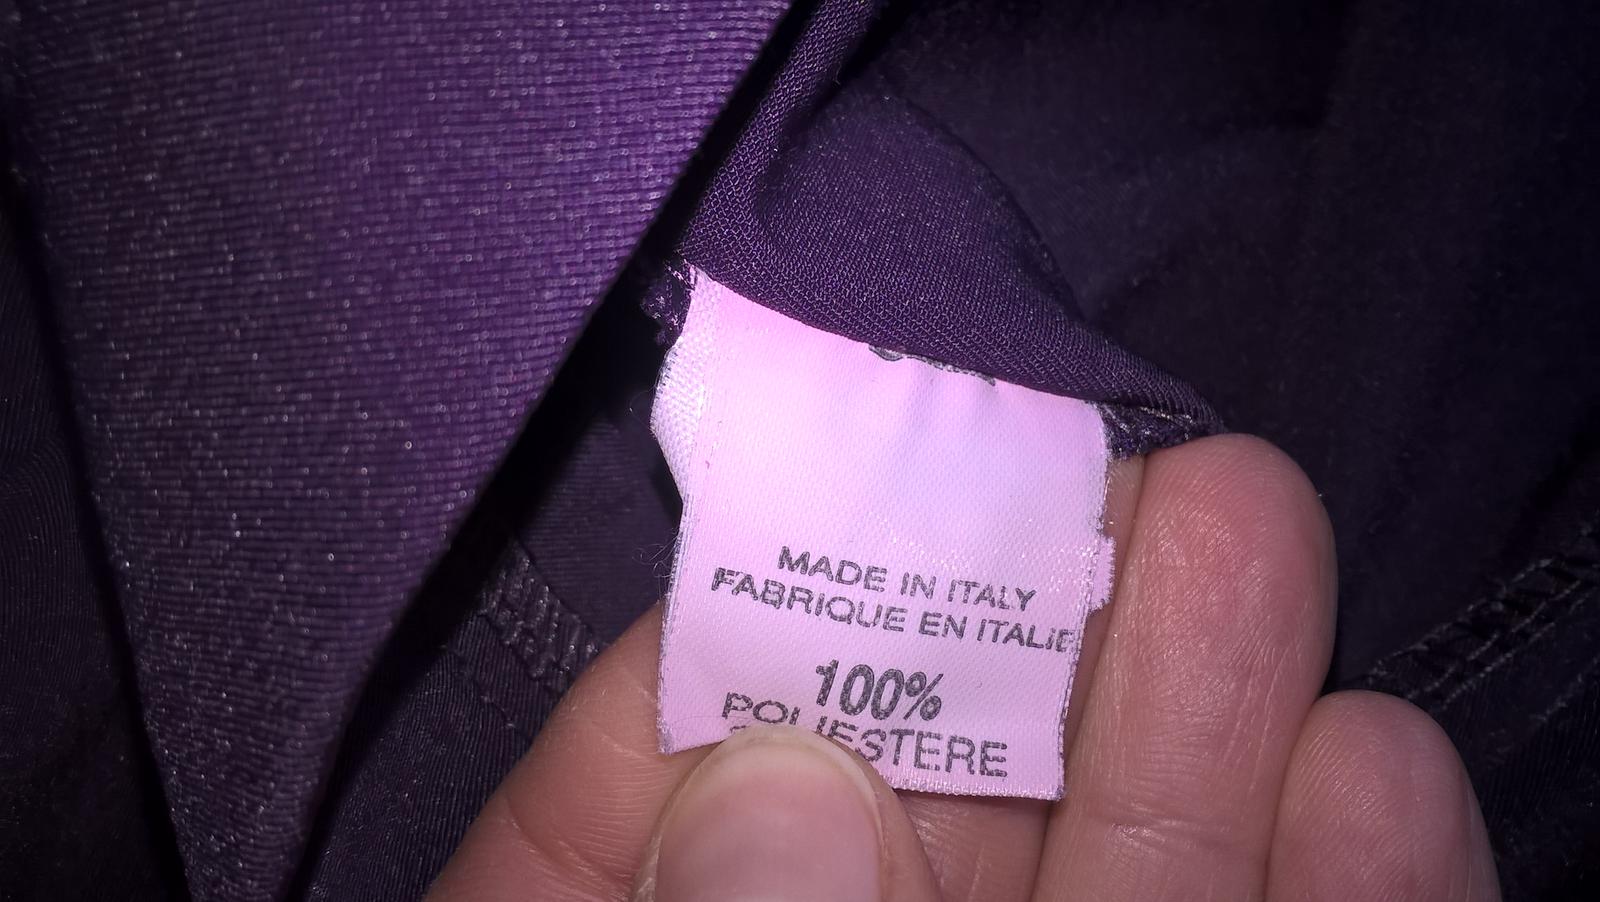 MADE IN ITALY
FABRIQUE EN ITALIE
100%
POLIESTERE